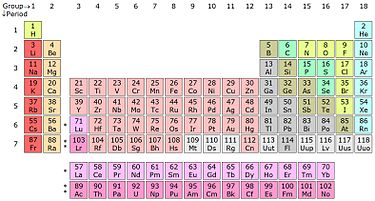 Group→1 2 3 4 5 6 7 8 9 10 11 12 13 14 15 16 17 18
↓Period
1 1 2
H He
2 3 4 5 6 7 8 9 10
Li Be B C N O F Ne
3 11 12 13 14 15 16 17 18
Na Mg Al Si P S Cl Ar
4 19 20 21 22 23 24 25 26 27 28 29 30 31 32 33 34 35 36
K Ca Sc Ti V Cr Mn Fe Co Ni Cu Zn Ga Ge As Se Br Kr
5 37 38 39 40 41 42 43 44 45 46 47 48 49 50 51 52 53 54
Rb Sr Y Zr Nb Mo Tc Ru Rh Pd Ag Cd In Sn Sb Te I Xe
6 55 56 * 71 72 73 74 75 76 77 78 79 80 81 82 83 84 85 86
Cs Ba Lu Hf Ta W Re Os Ir Pt Au Hg Tl Pb Bi Po At Rn
7 87 88 ** 103 104 105 106 107 108 109 110 111 112 113 114 115 116 117 118
Fr Ra Lr Rf Db Sg Bh Hs Mt Ds Rg Cn Uut Fl Uup Lv Uus Uuo
* 57 58 59 60 61 62 63 64 65 66 67 68 69 70
La Ce Pr Nd Pm Sm Eu Gd Tb Dy Ho Er Tm Yb
** 89 90 91 92 93 94 95 96 97 98 99 100 101 102
Ac Th Pa U Np Pu Am Cm Bk Cf Es Fm Md No